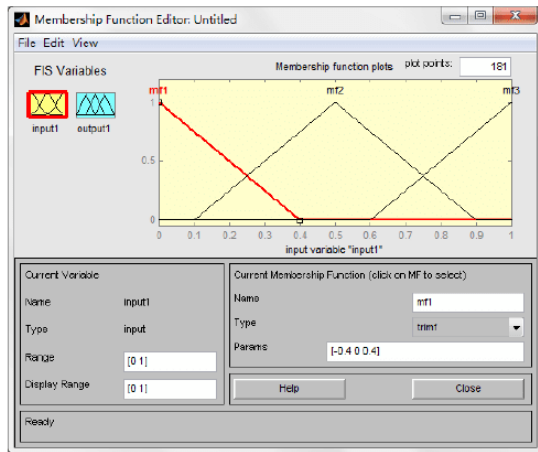 Membership Function Editor: Untitled
File Edit View
FIS Variables
Membership function plots plot points: 181
mf1 mf2 mf3
1
0.5
0
input1 output1
0 0.1 0.2 0.3 0.4 0.5 0.6 0.7 0.8 0.9 1
input variable "input1"
Current Variable
Name input1
Type input
Range [0 1]
Display Range [0 1]
Current Membership Function (click on MF to select)
Name mf1
Type trimf
Params [-0.4 0 0.4]
Help Close
Ready